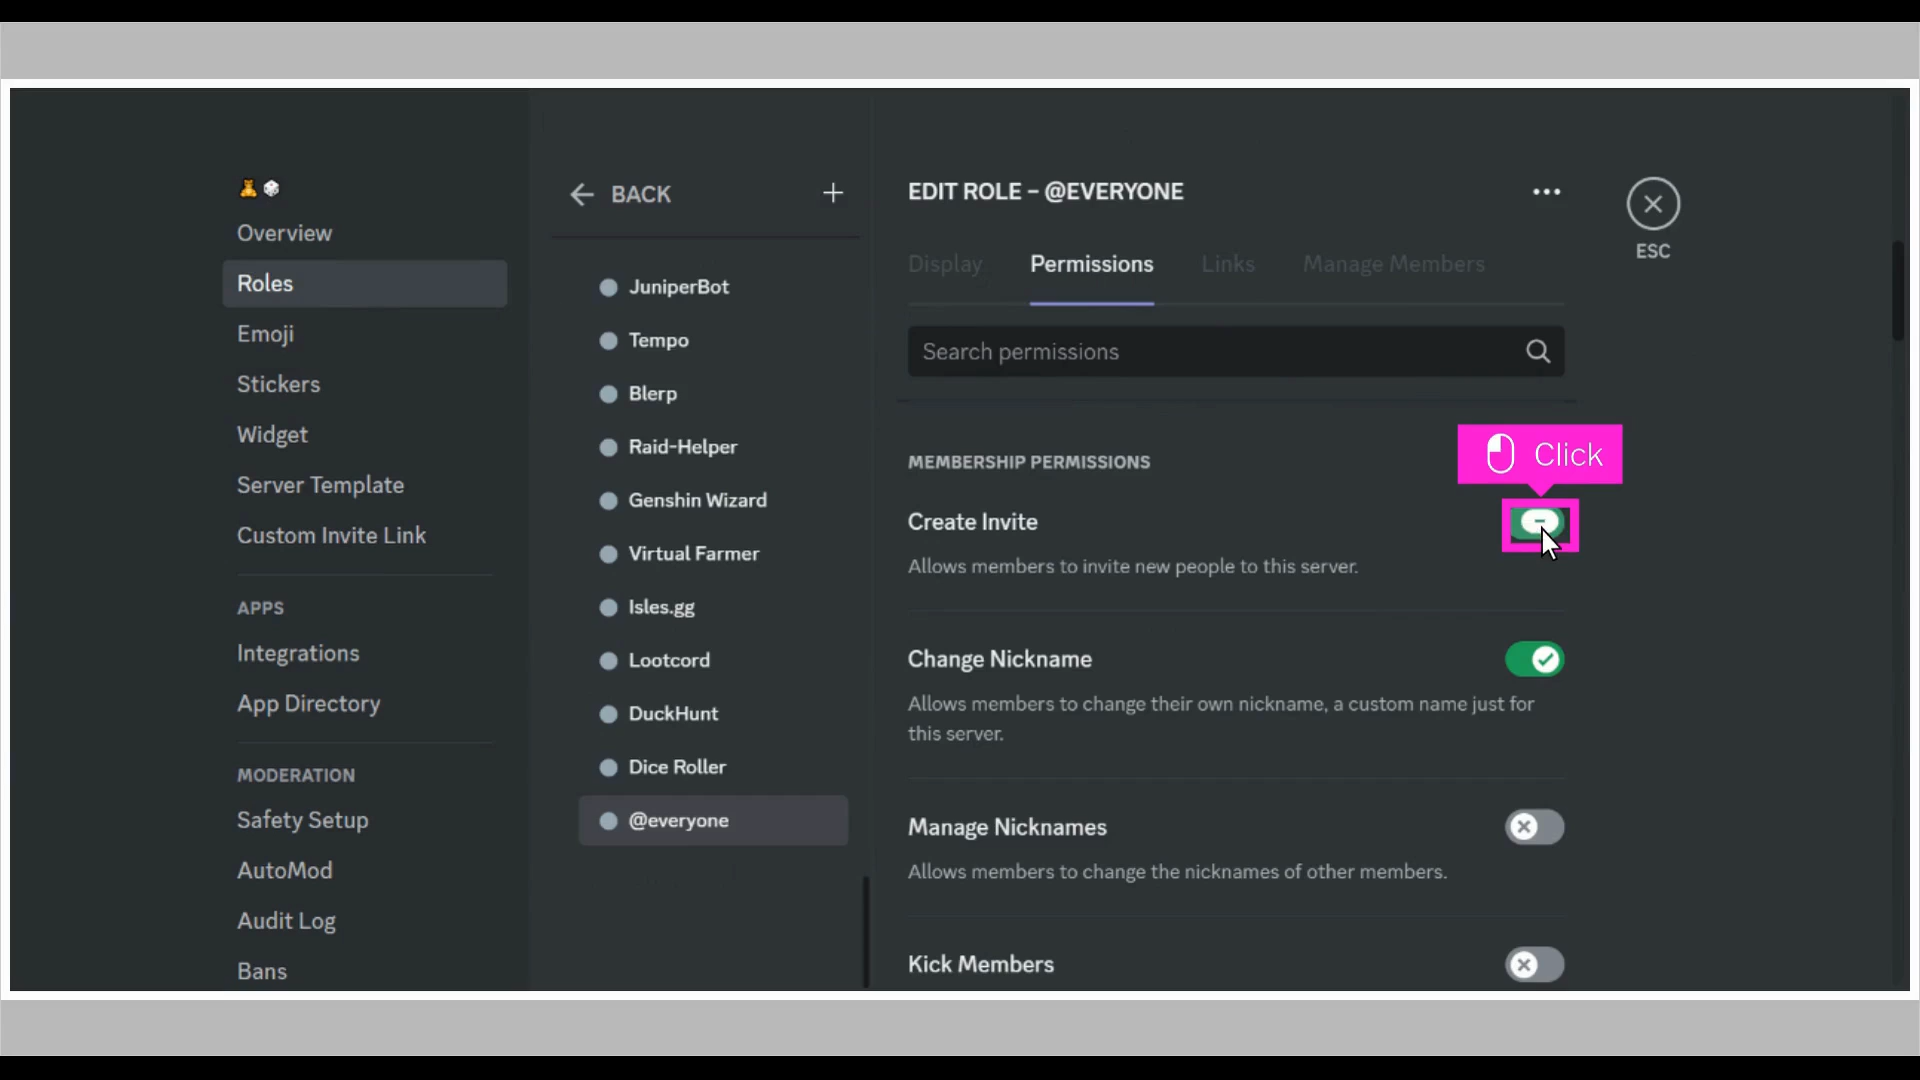 Overview
Roles
Emoji
Stickers
Widget
Server Template
Custom Invite Link
APPS
Integrations
App Directory
MODERATION
Safety Setup
AutoMod
Audit Log
Bans
BACK
JuniperBot
Tempo
Blerp
Raid-Helper
Genshin Wizard
Virtual Farmer
Isles.gg
Lootcord
DuckHunt
Dice Roller
@everyone
EDIT ROLE - @EVERYONE
ESC
Display Permissions Links Manage Members
Search permissions
Click
MEMBERSHIP PERMISSIONS
Create Invite
Allows members to invite new people to this server.
Change Nickname
Allows members to change their own nickname, a custom name just for
this server.
Manage Nicknames
Allows members to change the nicknames of other members.
Kick Members